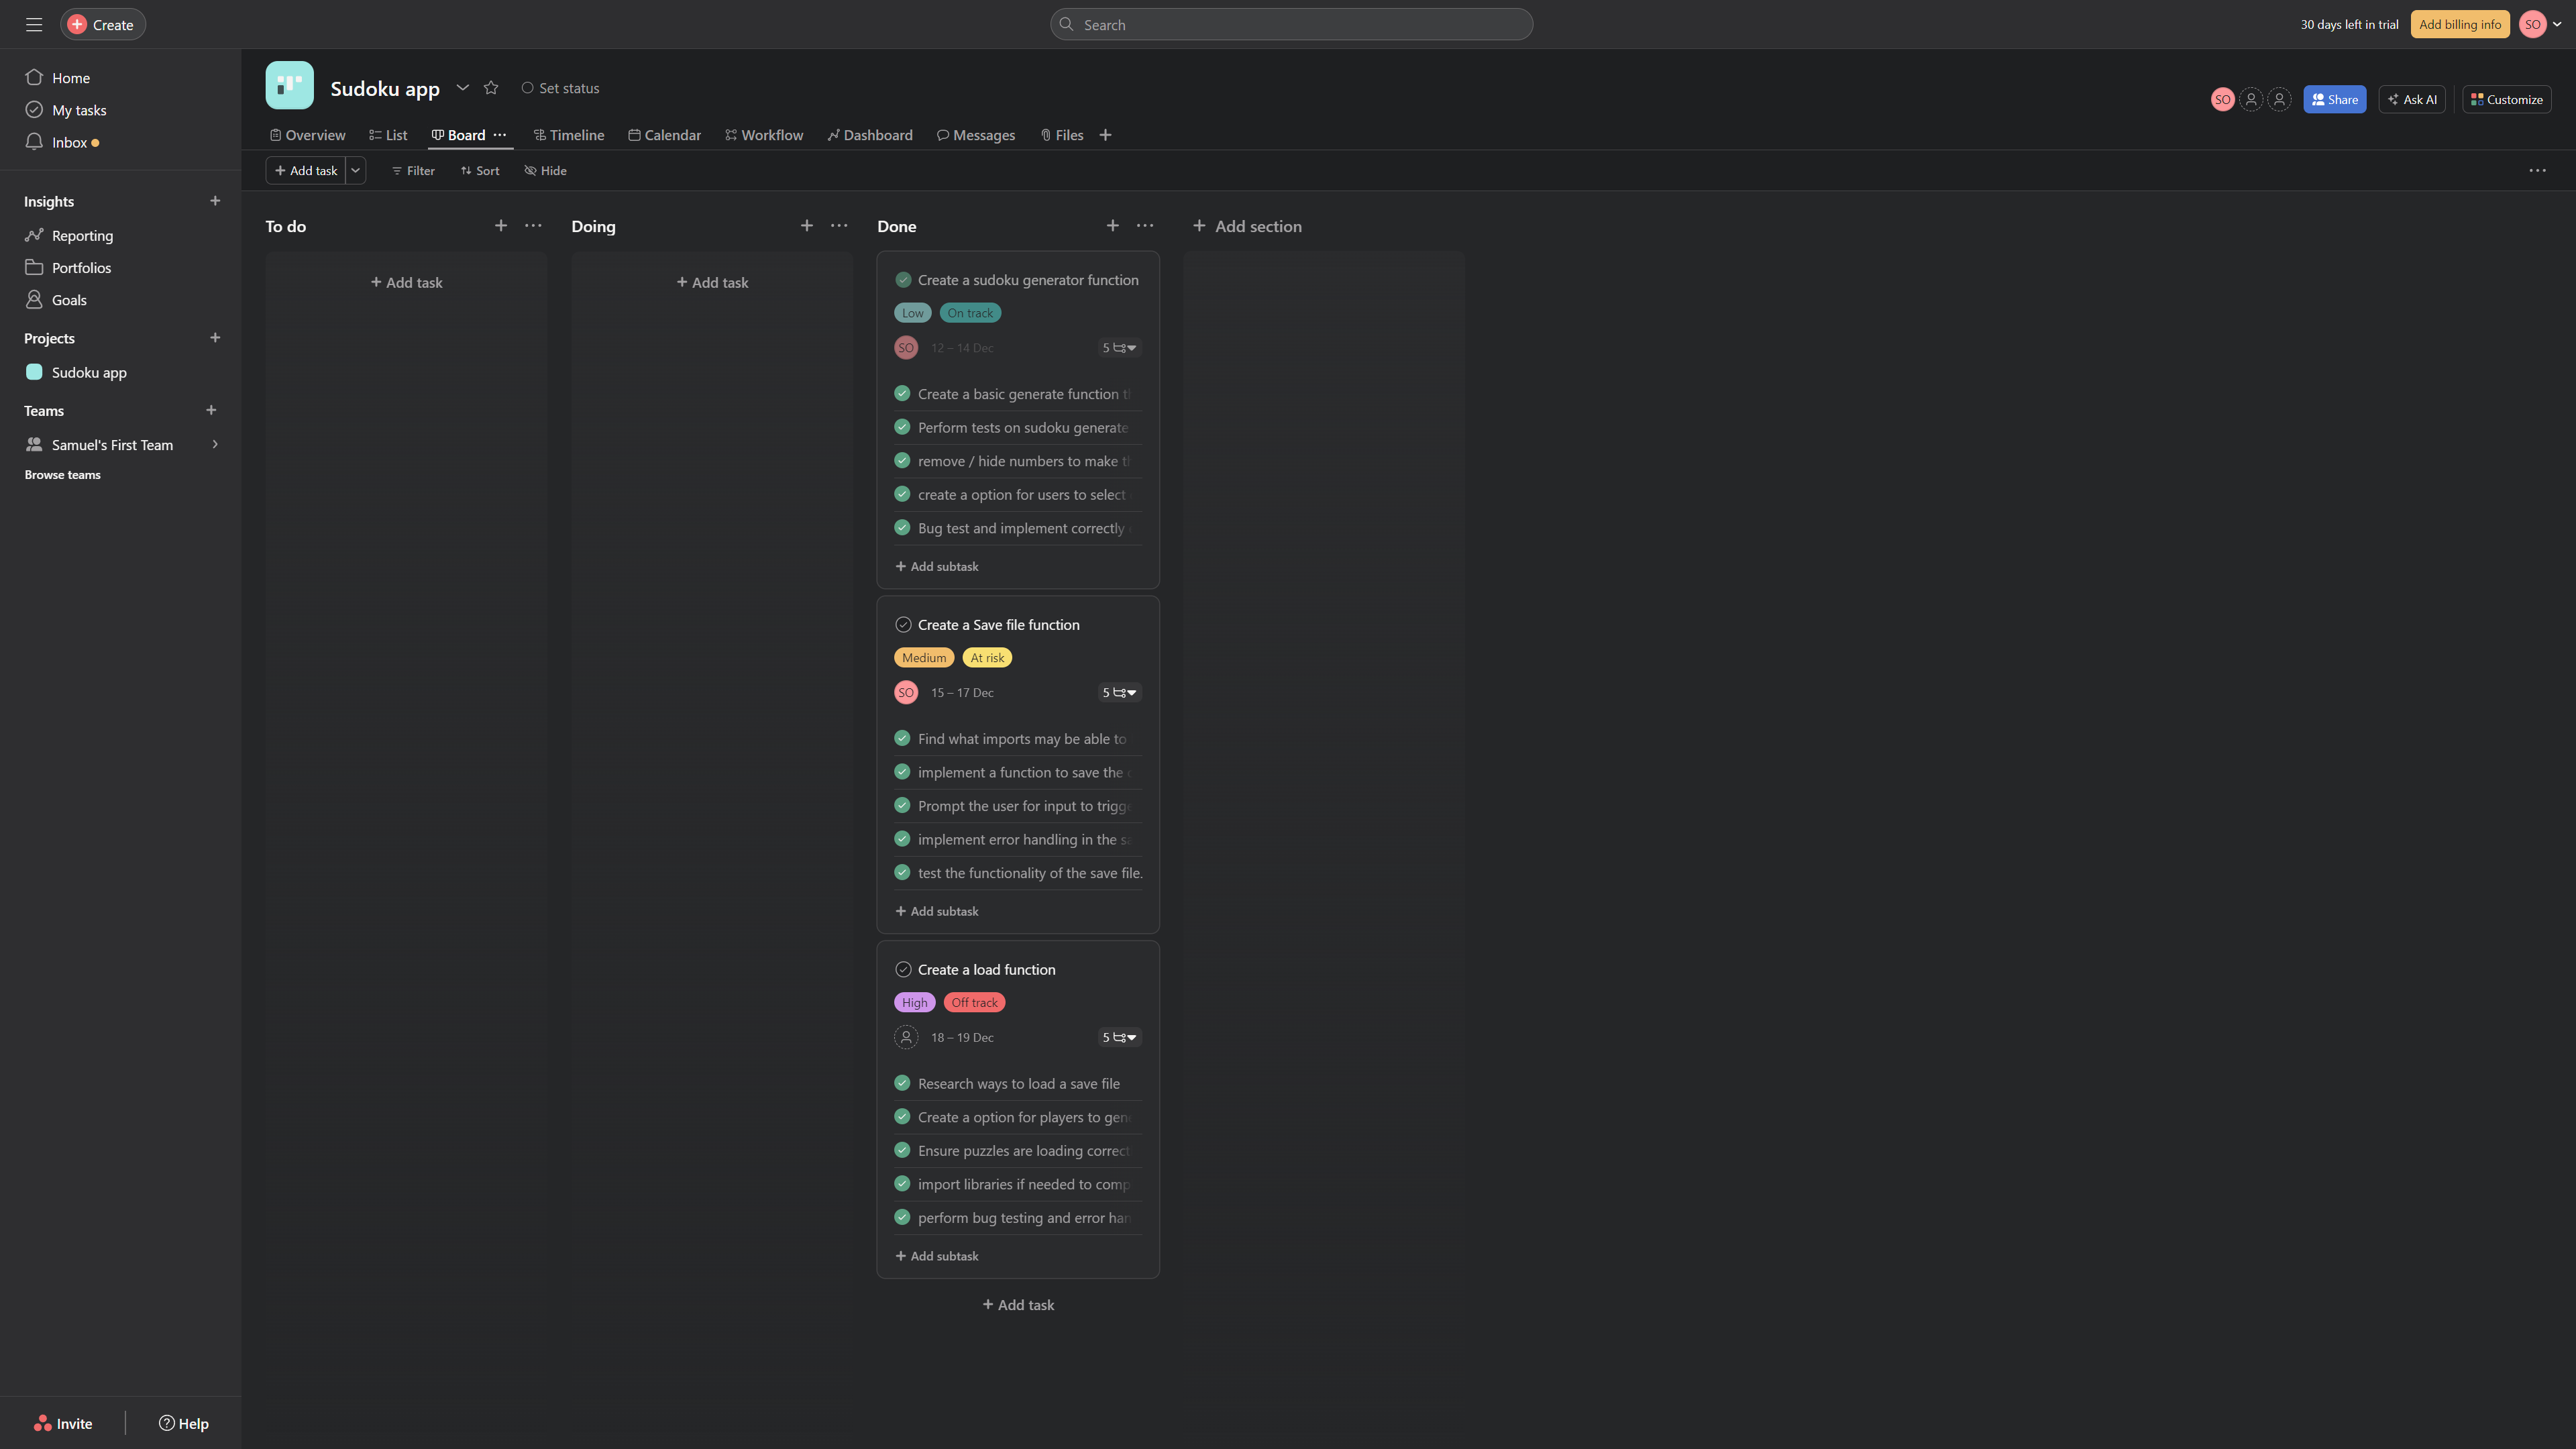 Create
Search
30 days left in trial
Add billing info
SO
Home
My tasks
Inbox
Insights
Reporting
Portfolios
Goals
Projects
Sudoku app
Teams
Samuel's First Team
Browse teams
Invite
Help
Sudoku app
Set status
SO
Share
Ask AI
Customize
Overview
List
Board
Timeline
Calendar
Workflow
Dashboard
Messages
Files
Add task
Filter
Sort
Hide
To do
Add task
Doing
Add task
Done
Create a sudoku generator function
Low
On track
SO
12 – 14 Dec
5
Create a basic generate function
Perform tests on sudoku generate
remove / hide numbers to make
create a option for users to select
Bug test and implement correctly
Add subtask
Create a Save file function
Medium
At risk
SO
15 – 17 Dec
5
Find what imports may be able to
implement a function to save the
Prompt the user for input to
implement error handling in the
test the functionality of the save file.
Add subtask
Create a load function
High
Off track
18 – 19 Dec
5
Research ways to load a save file
Create a option for players to
Ensure puzzles are loading
import libraries if needed to
perform bug testing and error
Add subtask
Add task
Add section